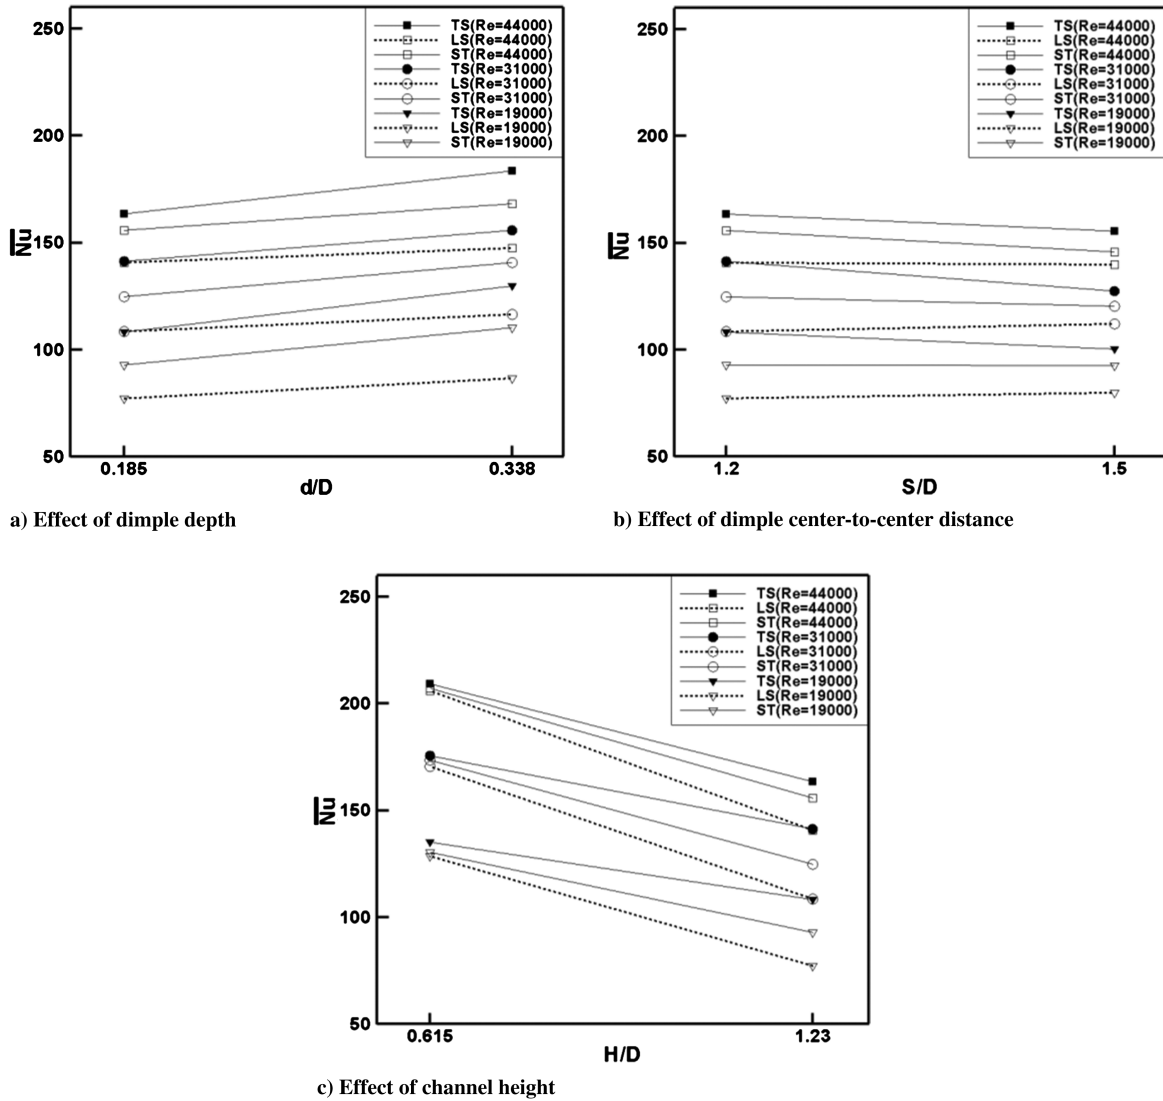 250
200
150
100
50
Nu
TS(Re=44000)
LS(Re=44000)
ST(Re=44000)
TS(Re=31000)
LS(Re=31000)
ST(Re=31000)
TS(Re=19000)
LS(Re=19000)
ST(Re=19000)
0.185
0.338
d/D
a) Effect of dimple depth
250
200
150
100
50
Nu
TS(Re=44000)
LS(Re=44000)
ST(Re=44000)
TS(Re=31000)
LS(Re=31000)
ST(Re=31000)
TS(Re=19000)
LS(Re=19000)
ST(Re=19000)
1.2
1.5
S/D
b) Effect of dimple center-to-center distance
250
200
150
100
50
Nu
TS(Re=44000)
LS(Re=44000)
ST(Re=44000)
TS(Re=31000)
LS(Re=31000)
ST(Re=31000)
TS(Re=19000)
LS(Re=19000)
ST(Re=19000)
0.615
1.23
H/D
c) Effect of channel height